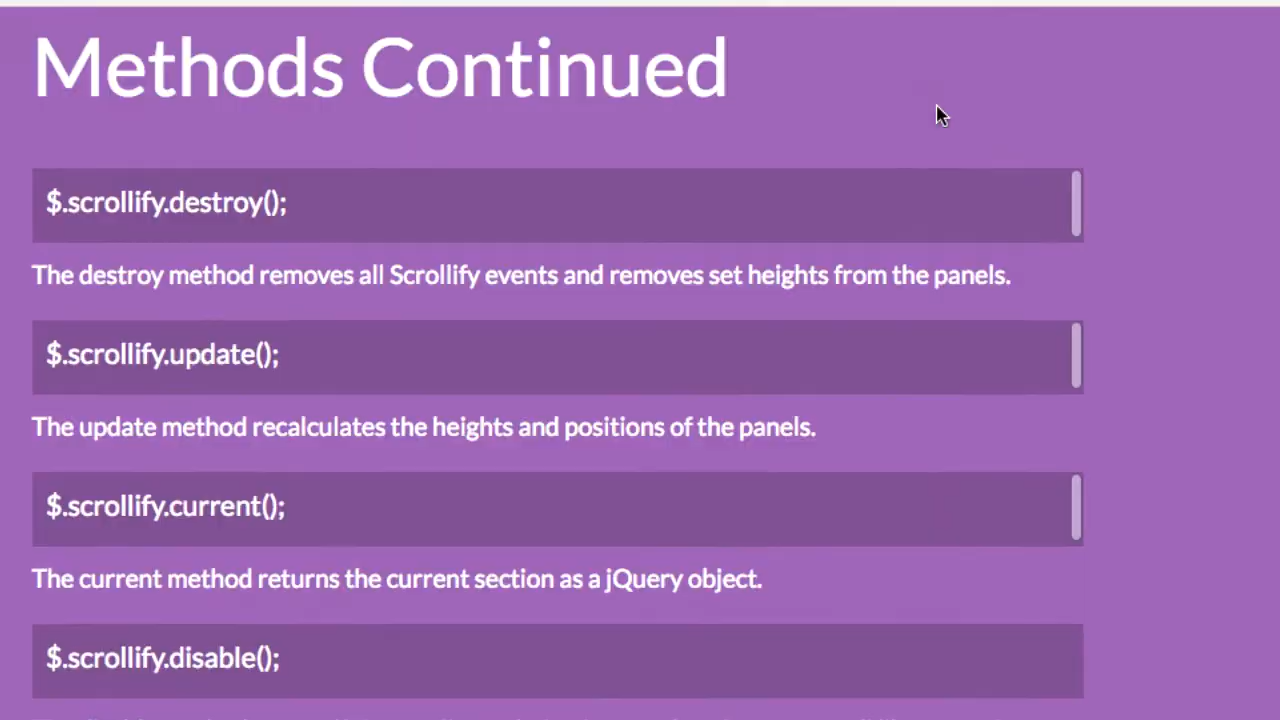 Methods Continued
$.scrollify.destroy();
The destroy method removes all Scrollify events and removes set heights from the panels.
$.scrollify.update();
The update method recalculates the heights and positions of the panels.
$.scrollify.current();
The current method returns the current section as a jQuery object.
$.scrollify.disable();